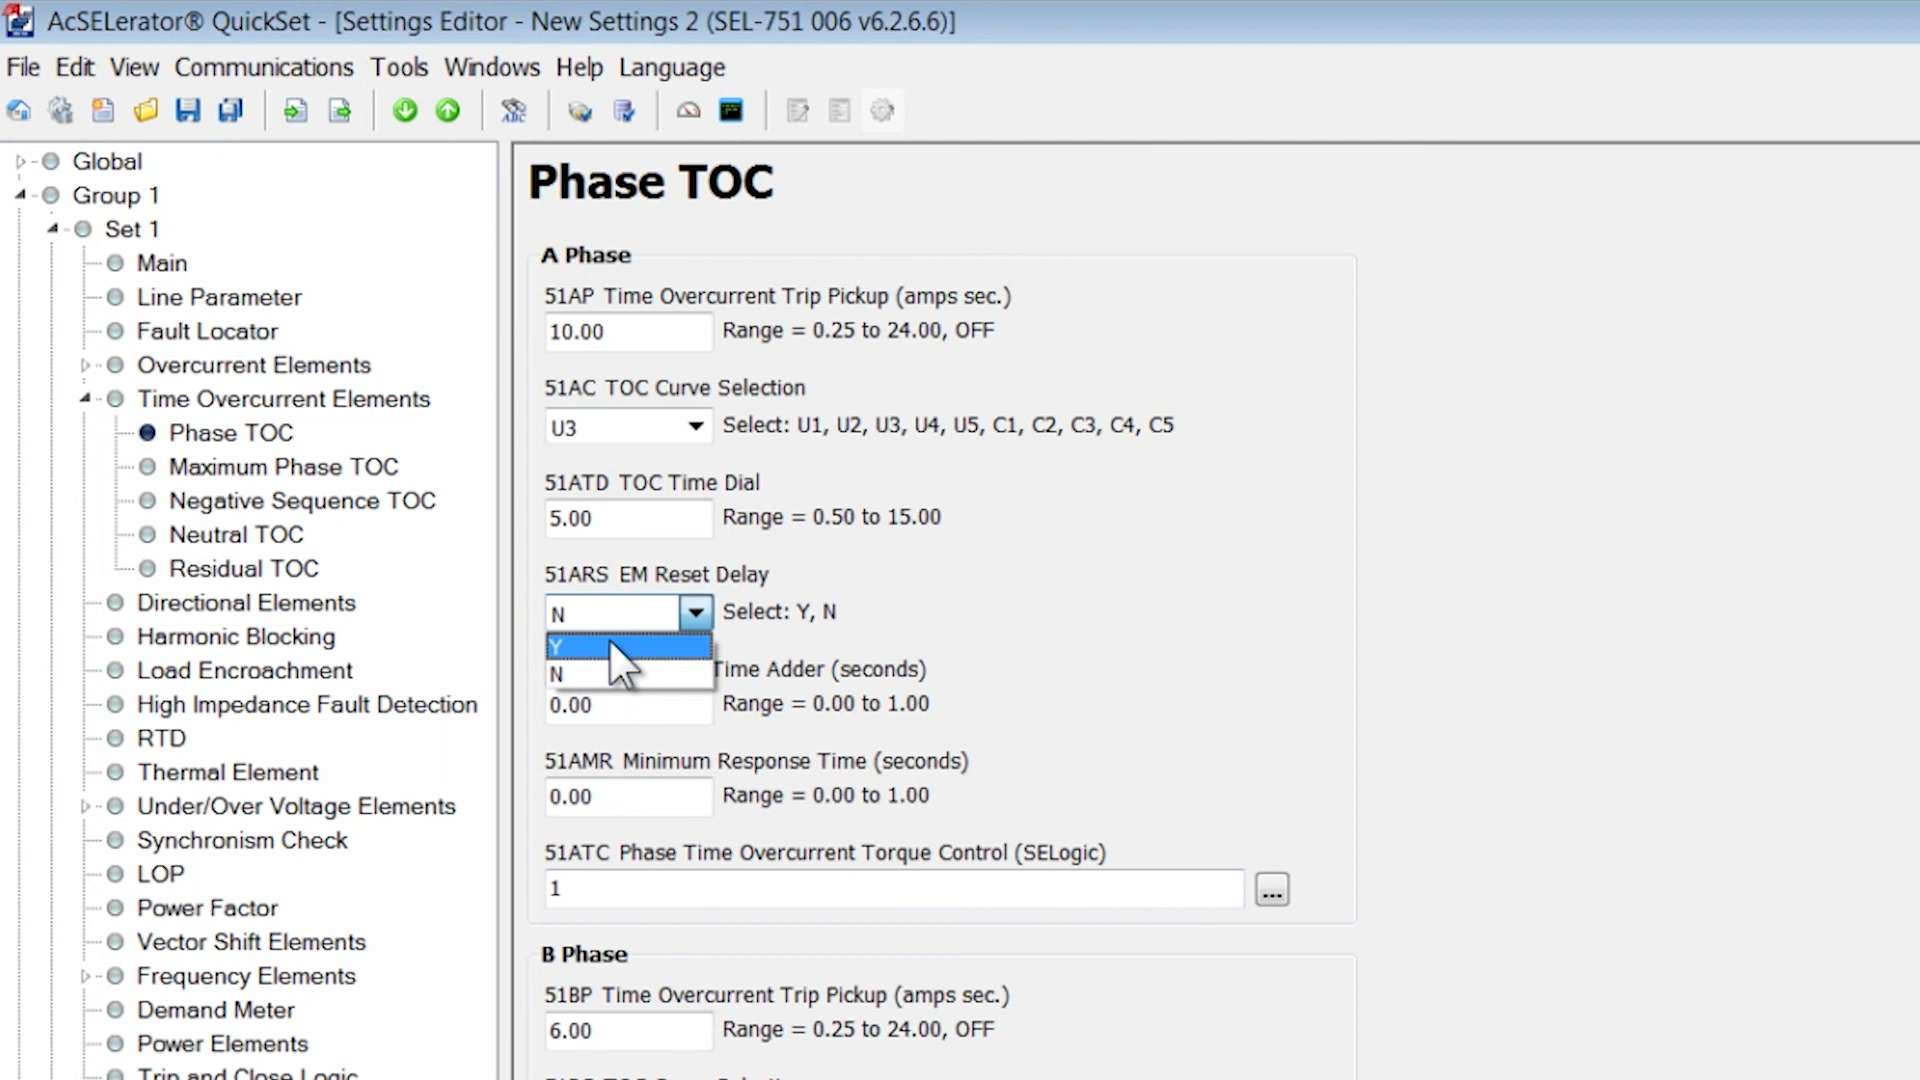 AcSELerator® QuickSet - [Settings Editor - New Settings 2 (SEL-751 006 v6.2.6.6)]
File Edit View Communications Tools Windows Help Language
Global
Group 1
Set 1
Main
Line Parameter
Fault Locator
Overcurrent Elements
Time Overcurrent Elements
Phase TOC
Maximum Phase TOC
Negative Sequence TOC
Neutral TOC
Residual TOC
Directional Elements
Harmonic Blocking
Load Encroachment
High Impedance Fault Detection
RTD
Thermal Element
Under/Over Voltage Elements
Synchronism Check
LOP
Power Factor
Vector Shift Elements
Frequency Elements
Demand Meter
Power Elements
Trip and Close Logic
Phase TOC
A Phase
51AP Time Overcurrent Trip Pickup (amps sec.)
10.00 Range = 0.25 to 24.00, OFF
51AC TOC Curve Selection
U3 Select: U1, U2, U3, U4, U5, C1, C2, C3, C4, C5
51ATD TOC Time Dial
5.00 Range = 0.50 to 15.00
51ARS EM Reset Delay
N Select: Y, N
Y
N
Time Adder (seconds)
0.00 Range = 0.00 to 1.00
51AMR Minimum Response Time (seconds)
0.00 Range = 0.00 to 1.00
51ATC Phase Time Overcurrent Torque Control (SELogic)
1 ...
B Phase
51BP Time Overcurrent Trip Pickup (amps sec.)
6.00 Range = 0.25 to 24.00, OFF